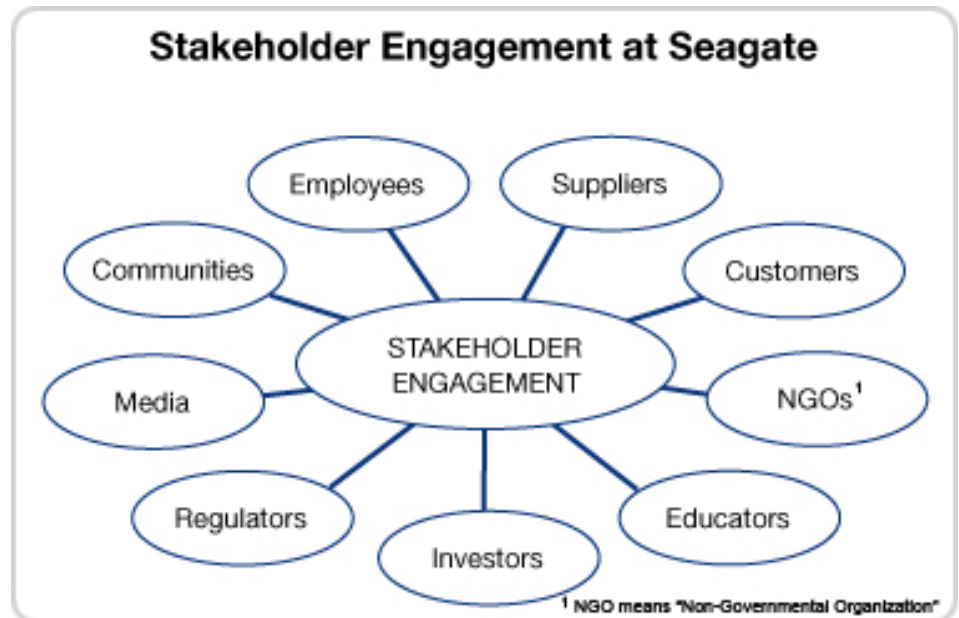 Stakeholder Engagement at Seagate
Employees
Suppliers
Communities
Customers
STAKEHOLDER
ENGAGEMENT
Media
NGOs¹
Regulators
Educators
Investors
¹ NGO means "Non-Governmental Organization"